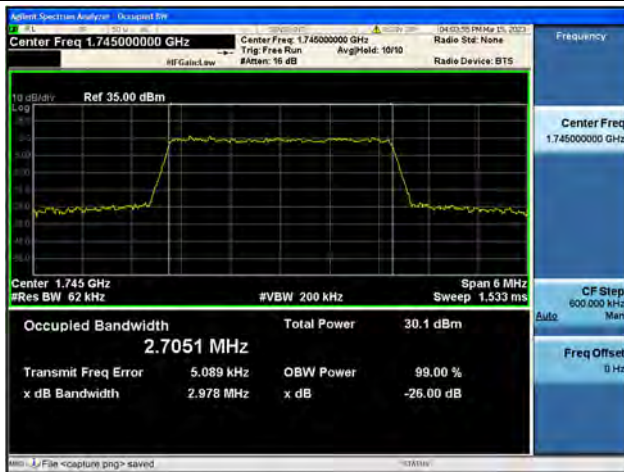 Agilent Spectrum Analyzer - Occupied BW
RL
Center Freq 1.745000000 GHz
#IFGain:Low
Center Freq: 1.745000000 GHz
Trig: Free Run
Avg|Hold: 10/10
#Atten: 16 dB
04:03:55 PM Mar 15, 2023
Radio Std: None
Radio Device: BTS
Frequency
10 dB/div
Ref 35.00 dBm
Log
Center Freq
1.745000000 GHz
Center 1.745 GHz
Span 6 MHz
#Res BW 62 kHz
#VBW 200 kHz
Sweep 1.533 ms
CF Step
600.000 kHz
Auto Man
Occupied Bandwidth
2.7051 MHz
Total Power 30.1 dBm
Transmit Freq Error 5.089 kHz
OBW Power 99.00 %
x dB Bandwidth 2.978 MHz
x dB -26.00 dB
Freq Offset
0 Hz
MSG File <capture.png> saved
STATUS